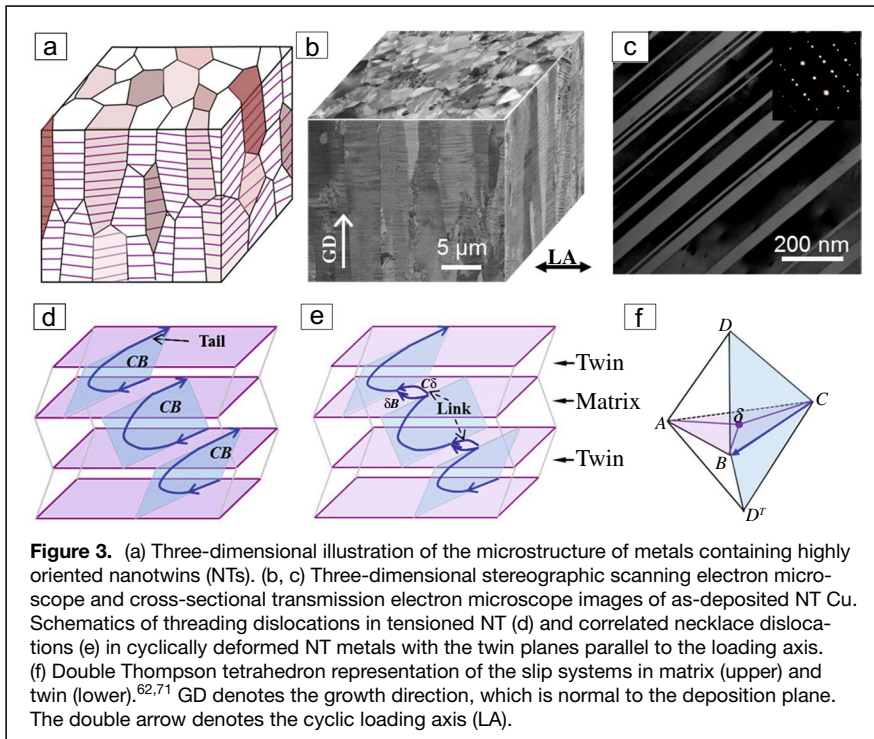 a
b
c
GD
5 μm
LA
200 nm
d
e
f
Tail
CB
CB
CB
Cδ
δB
Link
Twin
Matrix
Twin
D
δ
C
A
B
Dᵀ
Figure 3. (a) Three-dimensional illustration of the microstructure of metals containing highly
oriented nanotwins (NTs). (b, c) Three-dimensional stereographic scanning electron micro-
scope and cross-sectional transmission electron microscope images of as-deposited NT Cu.
Schematics of threading dislocations in tensioned NT (d) and correlated necklace disloca-
tions (e) in cyclically deformed NT metals with the twin planes parallel to the loading axis.
(f) Double Thompson tetrahedron representation of the slip systems in matrix (upper) and
twin (lower).⁶²,⁷¹ GD denotes the growth direction, which is normal to the deposition plane.
The double arrow denotes the cyclic loading axis (LA).